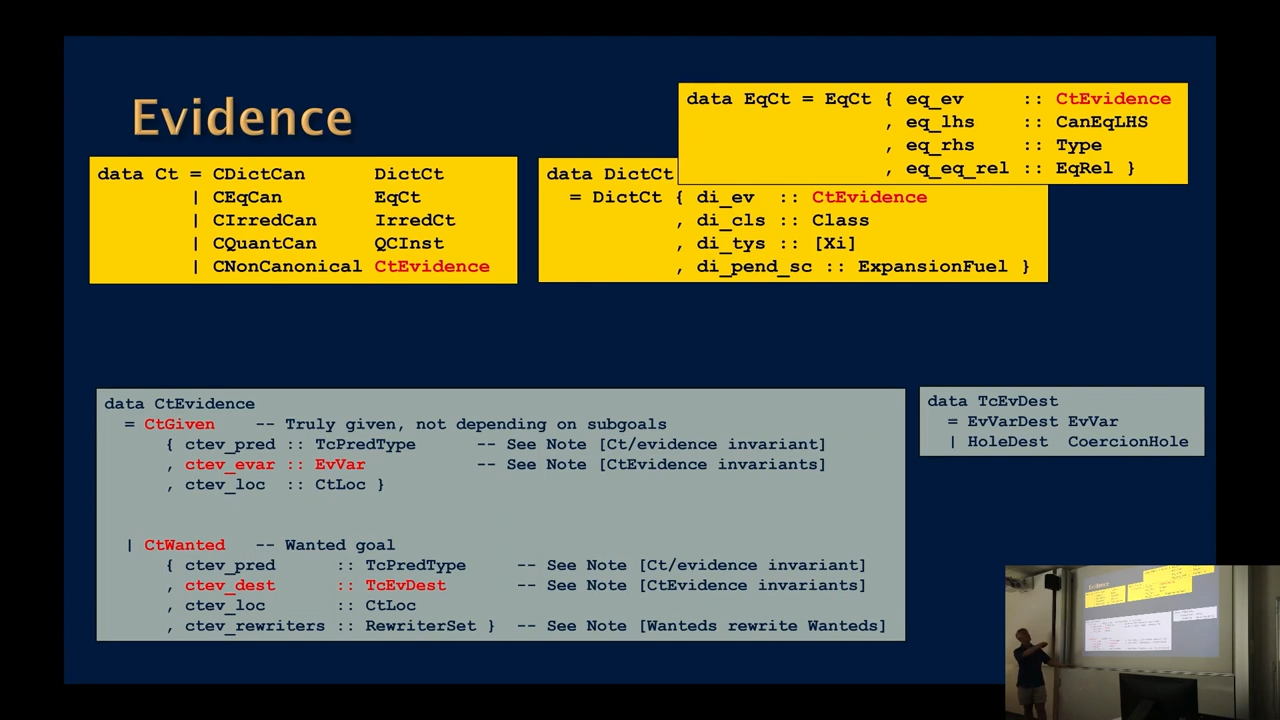 Evidence
data EqCt = EqCt { eq_ev :: CtEvidence
, eq_lhs :: CanEqLHS
, eq_rhs :: Type
, eq_eq_rel :: EqRel }
data Ct = CDictCan DictCt
| CEqCan EqCt
| CIrredCan IrredCt
| CQuantCan QCInst
| CNonCanonical CtEvidence
data DictCt
= DictCt { di_ev :: CtEvidence
, di_cls :: Class
, di_tys :: [Xi]
, di_pend_sc :: ExpansionFuel }
data CtEvidence
= CtGiven -- Truly given, not depending on subgoals
{ ctev_pred :: TcPredType -- See Note [Ct/evidence invariant]
, ctev_evar :: EvVar -- See Note [CtEvidence invariants]
, ctev_loc :: CtLoc }
| CtWanted -- Wanted goal
{ ctev_pred :: TcPredType -- See Note [Ct/evidence invariant]
, ctev_dest :: TcEvDest -- See Note [CtEvidence invariants]
, ctev_loc :: CtLoc
, ctev_rewriters :: RewriterSet } -- See Note [Wanteds rewrite Wanteds]
data TcEvDest
= EvVarDest EvVar
| HoleDest CoercionHole
Evidence